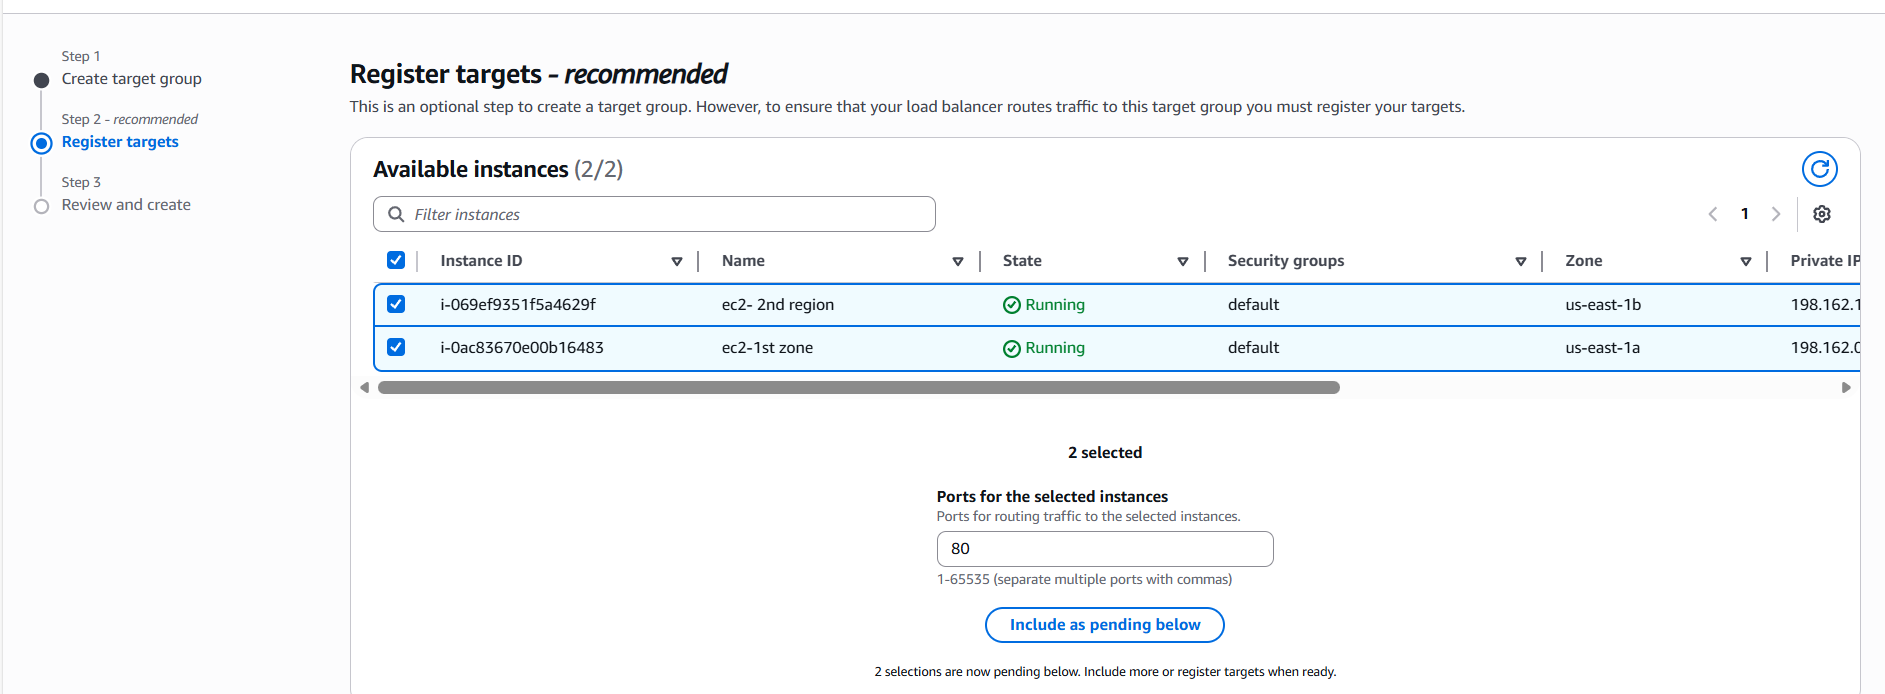 Step 1
Create target group
Step 2 - recommended
Register targets
Step 3
Review and create
Register targets - recommended
This is an optional step to create a target group. However, to ensure that your load balancer routes traffic to this target group you must register your targets.
Available instances (2/2)
Filter instances
1
Instance ID Name State Security groups Zone Private IP
i-069ef9351f5a4629f ec2- 2nd region Running default us-east-1b 198.162.1
i-0ac83670e00b16483 ec2-1st zone Running default us-east-1a 198.162.0
2 selected
Ports for the selected instances
Ports for routing traffic to the selected instances.
80
1-65535 (separate multiple ports with commas)
Include as pending below
2 selections are now pending below. Include more or register targets when ready.